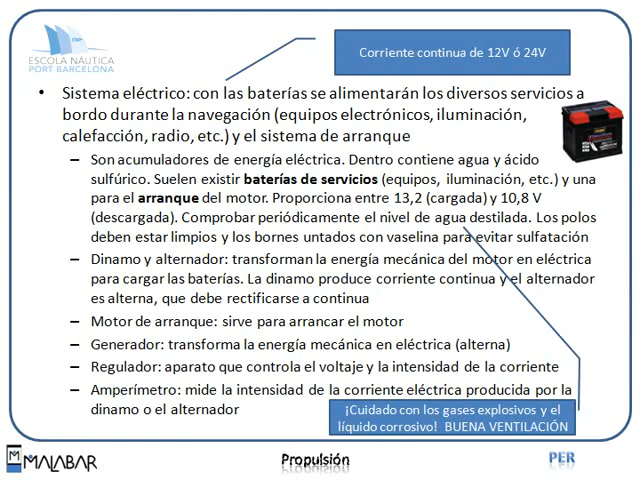 ESCOLA NÁUTICA
PORT BARCELONA
Corriente continua de 12V ó 24V
• Sistema eléctrico: con las baterías se alimentarán los diversos servicios a
bordo durante la navegación (equipos electrónicos, iluminación,
calefacción, radio, etc.) y el sistema de arranque
– Son acumuladores de energía eléctrica. Dentro contiene agua y ácido
sulfúrico. Suelen existir baterías de servicios (equipos, iluminación, etc.) y una
para el arranque del motor. Proporciona entre 13,2 (cargada) y 10,8 V
(descargada). Comprobar periódicamente el nivel de agua destilada. Los polos
deben estar limpios y los bornes untados con vaselina para evitar sulfatación
– Dinamo y alternador: transforman la energía mecánica del motor en eléctrica
para cargar las baterías. La dinamo produce corriente continua y el alternador
es alterna, que debe rectificarse a continua
– Motor de arranque: sirve para arrancar el motor
– Generador: transforma la energía mecánica en eléctrica (alterna)
– Regulador: aparato que controla el voltaje y la intensidad de la corriente
– Amperímetro: mide la intensidad de la corriente eléctrica producida por la
dinamo o el alternador
¡Cuidado con los gases explosivos y el
líquido corrosivo! BUENA VENTILACIÓN
MALABAR
Propulsión
PER